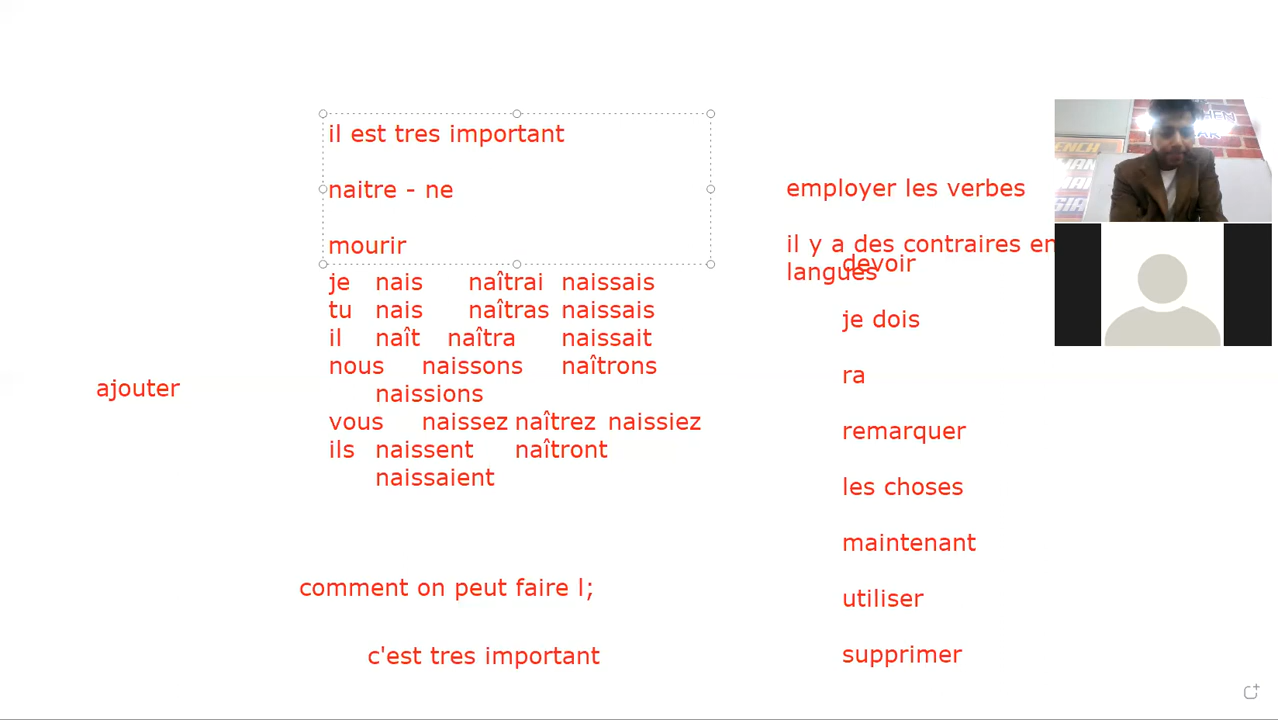 il est tres important
naitre - ne
mourir
je nais naîtrai naissais
tu nais naîtras naissais
il naît naîtra naissait
nous naissons naîtrons
naissions
vous naissez naîtrez naissiez
ils naissent naîtront
naissaient
ajouter
comment on peut faire l;
c'est tres important
employer les verbes
il y a des contraires en
langues
devoir
je dois
ra
remarquer
les choses
maintenant
utiliser
supprimer